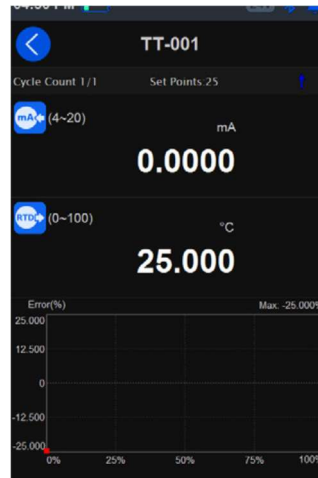 TT-001
Cycle Count 1/1 Set Points:25
mA (4~20)
mA
0.0000
RTD (0~100)
°C
25.000
Error(%) Max. -25.000%
25.000
12.500
0
-12.500
-25.000
0% 25% 50% 75% 100%